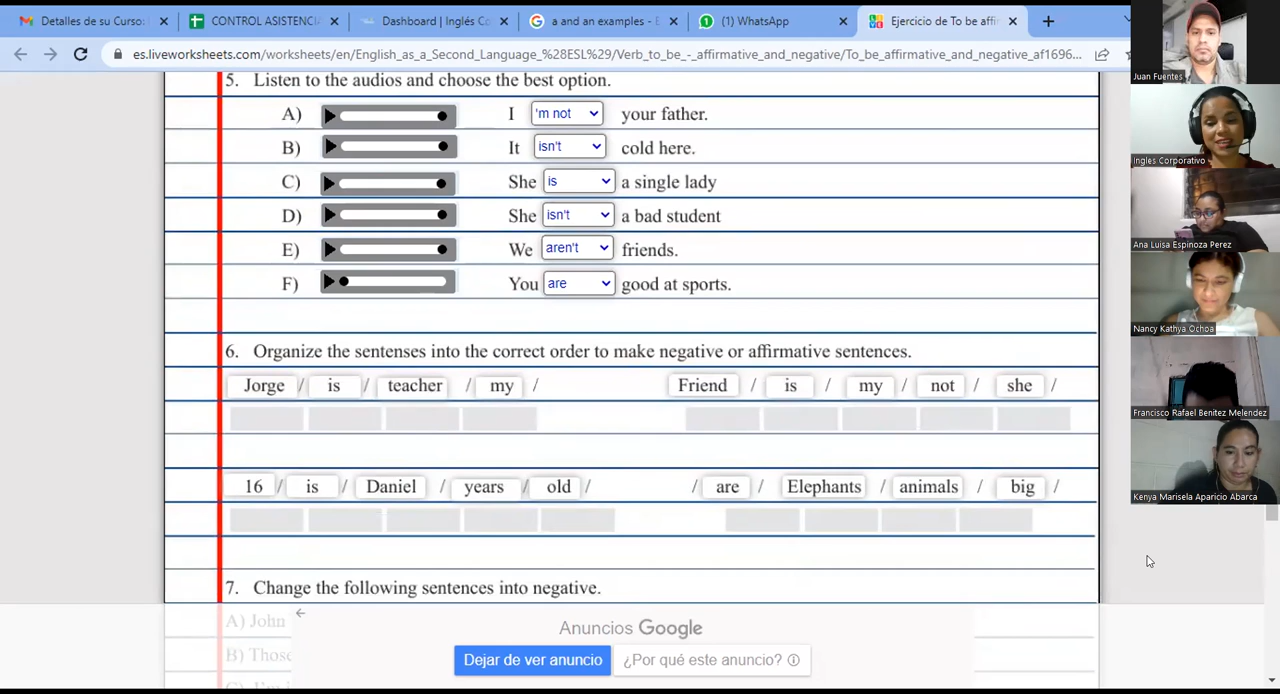 Detalles de su Curso:
CONTROL ASISTENCIA
Dashboard | Inglés Co
a and an examples - B
(1) WhatsApp
Ejercicio de To be affi
es.liveworksheets.com/worksheets/en/English_as_a_Second_Language_%28ESL%29/Verb_to_be_-_affirmative_and_negative/To_be_affirmative_and_negative_af1696...
5. Listen to the audios and choose the best option.
A) I 'm not your father.
B) It isn't cold here.
C) She is a single lady
D) She isn't a bad student
E) We aren't friends.
F) You are good at sports.
6. Organize the sentences into the correct order to make negative or affirmative sentences.
Jorge / is / teacher / my /
Friend / is / my / not / she /
16 / is / Daniel / years / old /
/ are / Elephants / animals / big /
7. Change the following sentences into negative.
A) John
B) Those
Anuncios Google
Dejar de ver anuncio
¿Por qué este anuncio?
Juan Fuentes
Ingles Corporativo
Ana Luisa Espinoza Perez
Nancy Kathya Ochoa
Francisco Rafael Benitez Melendez
Kenya Marisela Aparicio Abarca